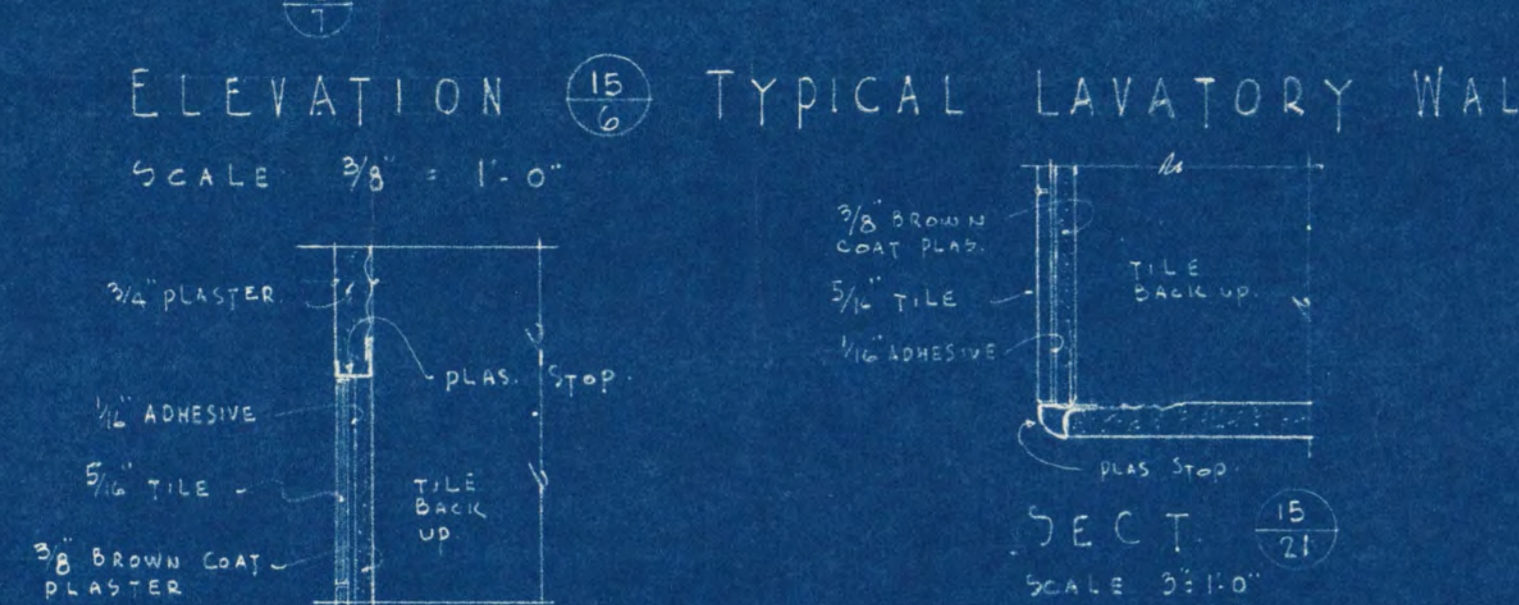 7
ELEVATION 15/6 TYPICAL LAVATORY WAL
SCALE 3/8" = 1'-0"
3/4" PLASTER
PLAS. STOP.
1/16" ADHESIVE
5/16" TILE
TILE
BACK
UP
3/8" BROWN COAT
PLASTER
3/8" BROWN
COAT PLAS.
5/16" TILE
1/16" ADHESIVE
TILE
BACK UP.
PLAS STOP.
SECT. 15/21
SCALE 3"=1'-0"